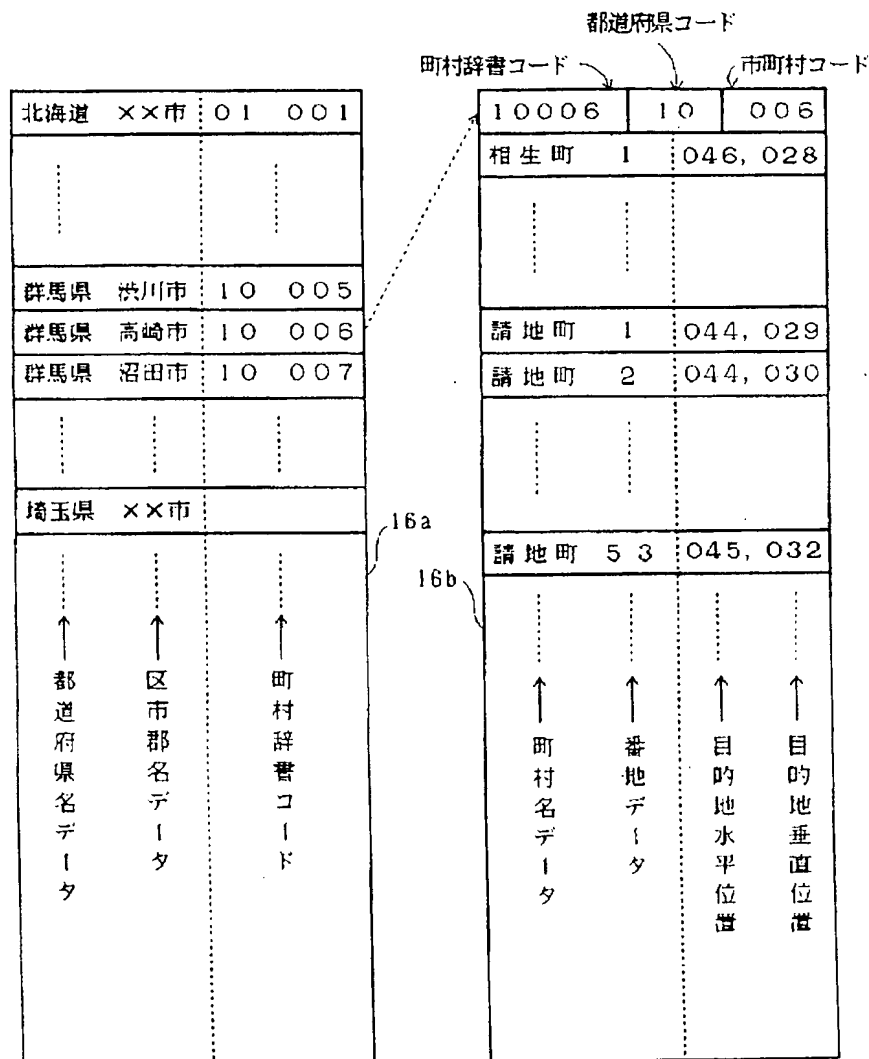 都道府県コード
町村辞書コード
市町村コード
北海道 ××市 01 001
群馬県 渋川市 10 005
群馬県 高崎市 10 006
群馬県 沼田市 10 007
埼玉県 ××市
16a
都道府県名データ
区市郡名データ
町村辞書コード
10006 10 006
相生町 1 046, 028
請地町 1 044, 029
請地町 2 044, 030
請地町 53 045, 032
16b
町村名データ
番地データ
目的地水平位置
目的地垂直位置